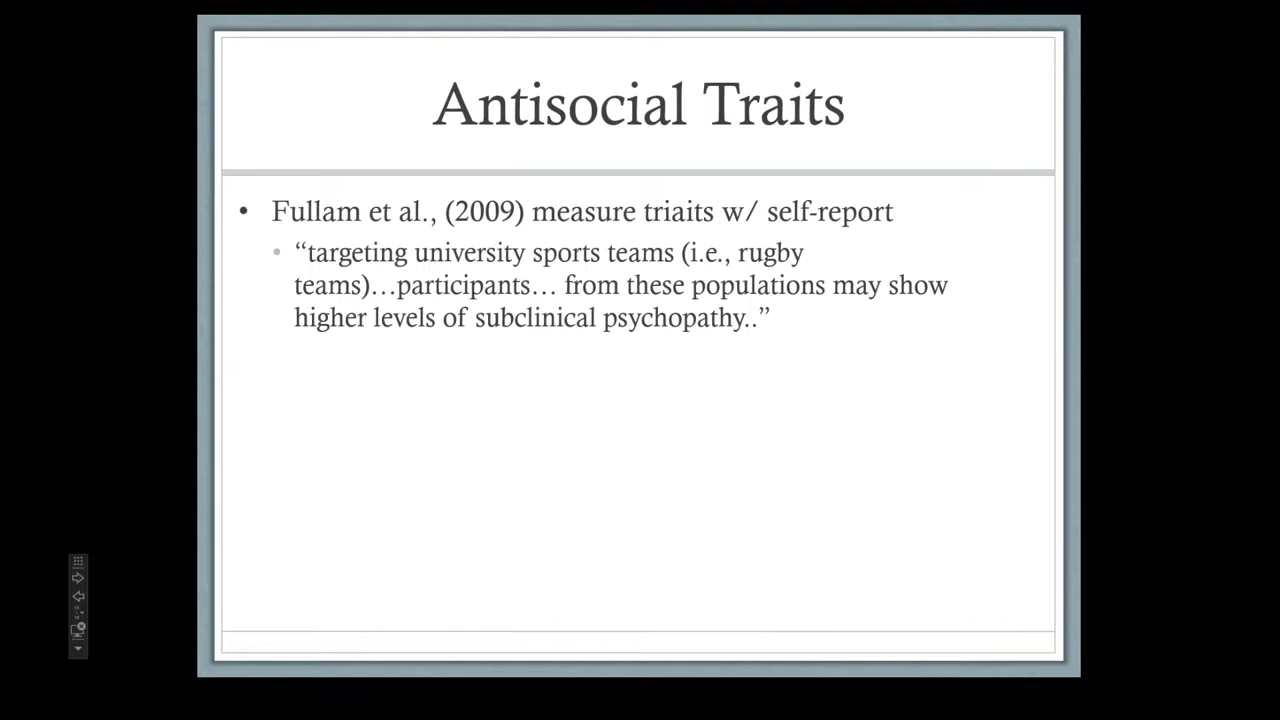 Antisocial Traits
• Fullam et al., (2009) measure triaits w/ self-report
• “targeting university sports teams (i.e., rugby
teams)…participants… from these populations may show
higher levels of subclinical psychopathy..”